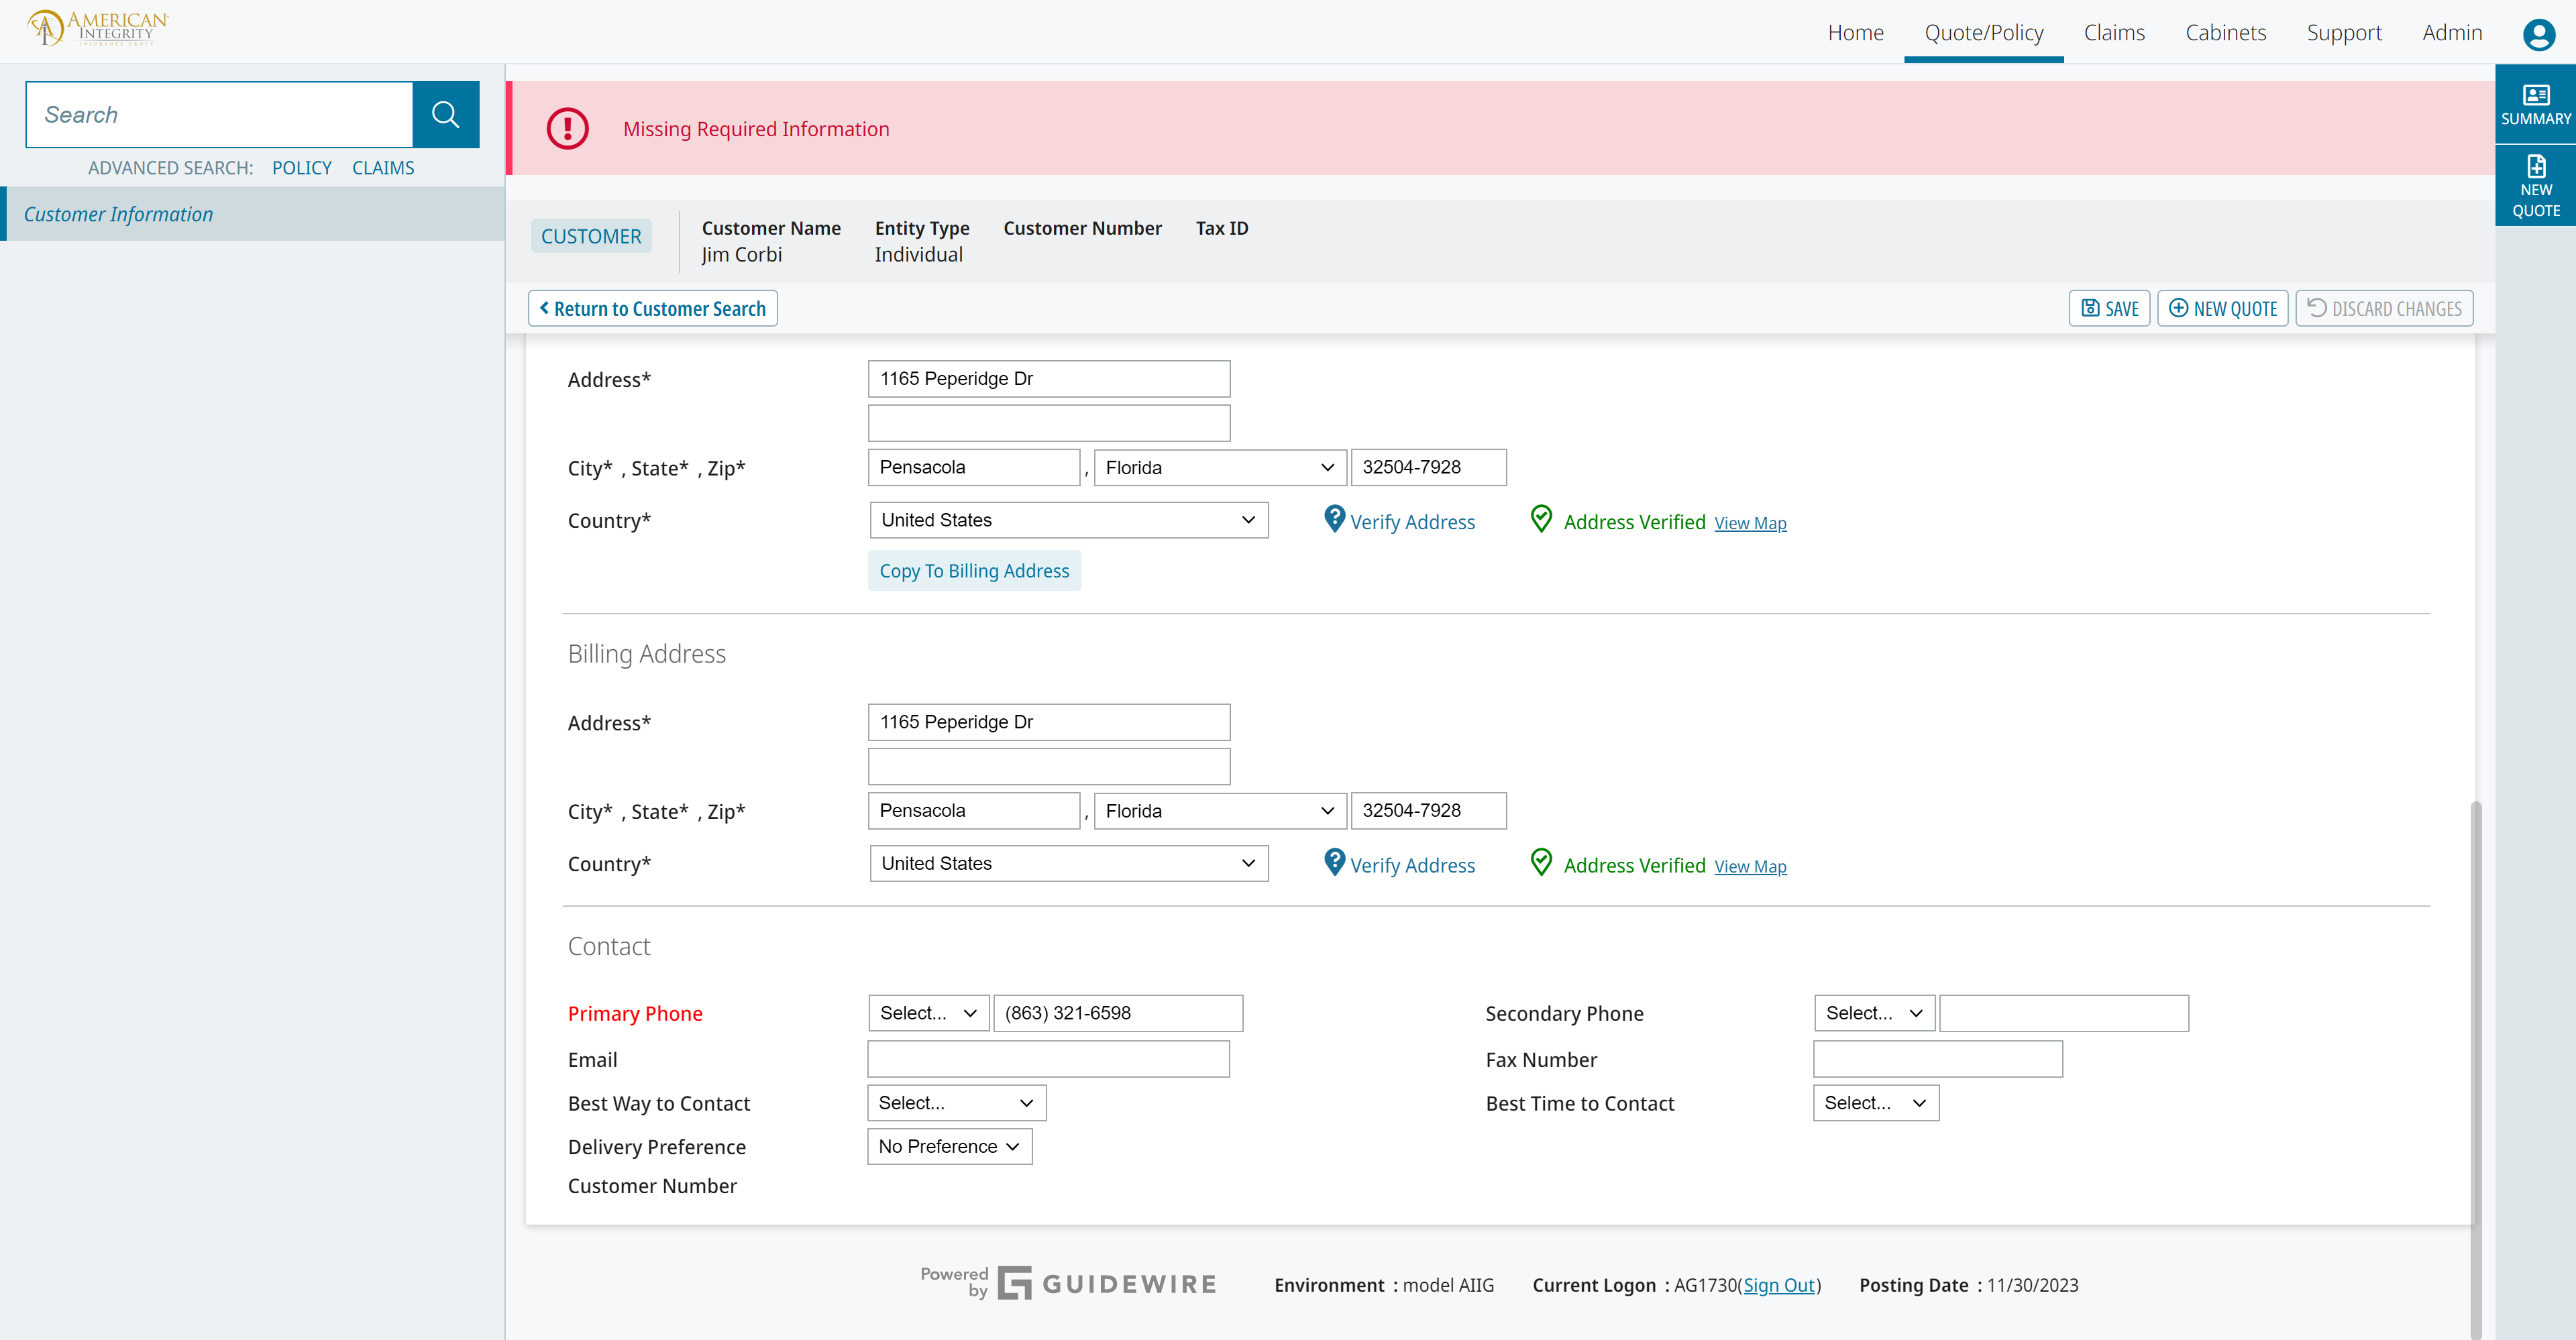 AMERICAN
INTEGRITY
INSURANCE GROUP
Home Quote/Policy Claims Cabinets Support Admin
Search
ADVANCED SEARCH: POLICY CLAIMS
Customer Information
Missing Required Information
SUMMARY
NEW
QUOTE
CUSTOMER
Customer Name Entity Type Customer Number Tax ID
Jim Corbi Individual
Return to Customer Search SAVE NEW QUOTE DISCARD CHANGES
Address* 1165 Peperidge Dr
City* , State* , Zip* Pensacola , Florida 32504-7928
Country* United States Verify Address Address Verified View Map
Copy To Billing Address
Billing Address
Address* 1165 Peperidge Dr
City* , State* , Zip* Pensacola , Florida 32504-7928
Country* United States Verify Address Address Verified View Map
Contact
Primary Phone Select... (863) 321-6598 Secondary Phone Select...
Email Fax Number
Best Way to Contact Select... Best Time to Contact Select...
Delivery Preference No Preference
Customer Number
Powered by GUIDEWIRE Environment : model AIIG Current Logon : AG1730(Sign Out) Posting Date : 11/30/2023